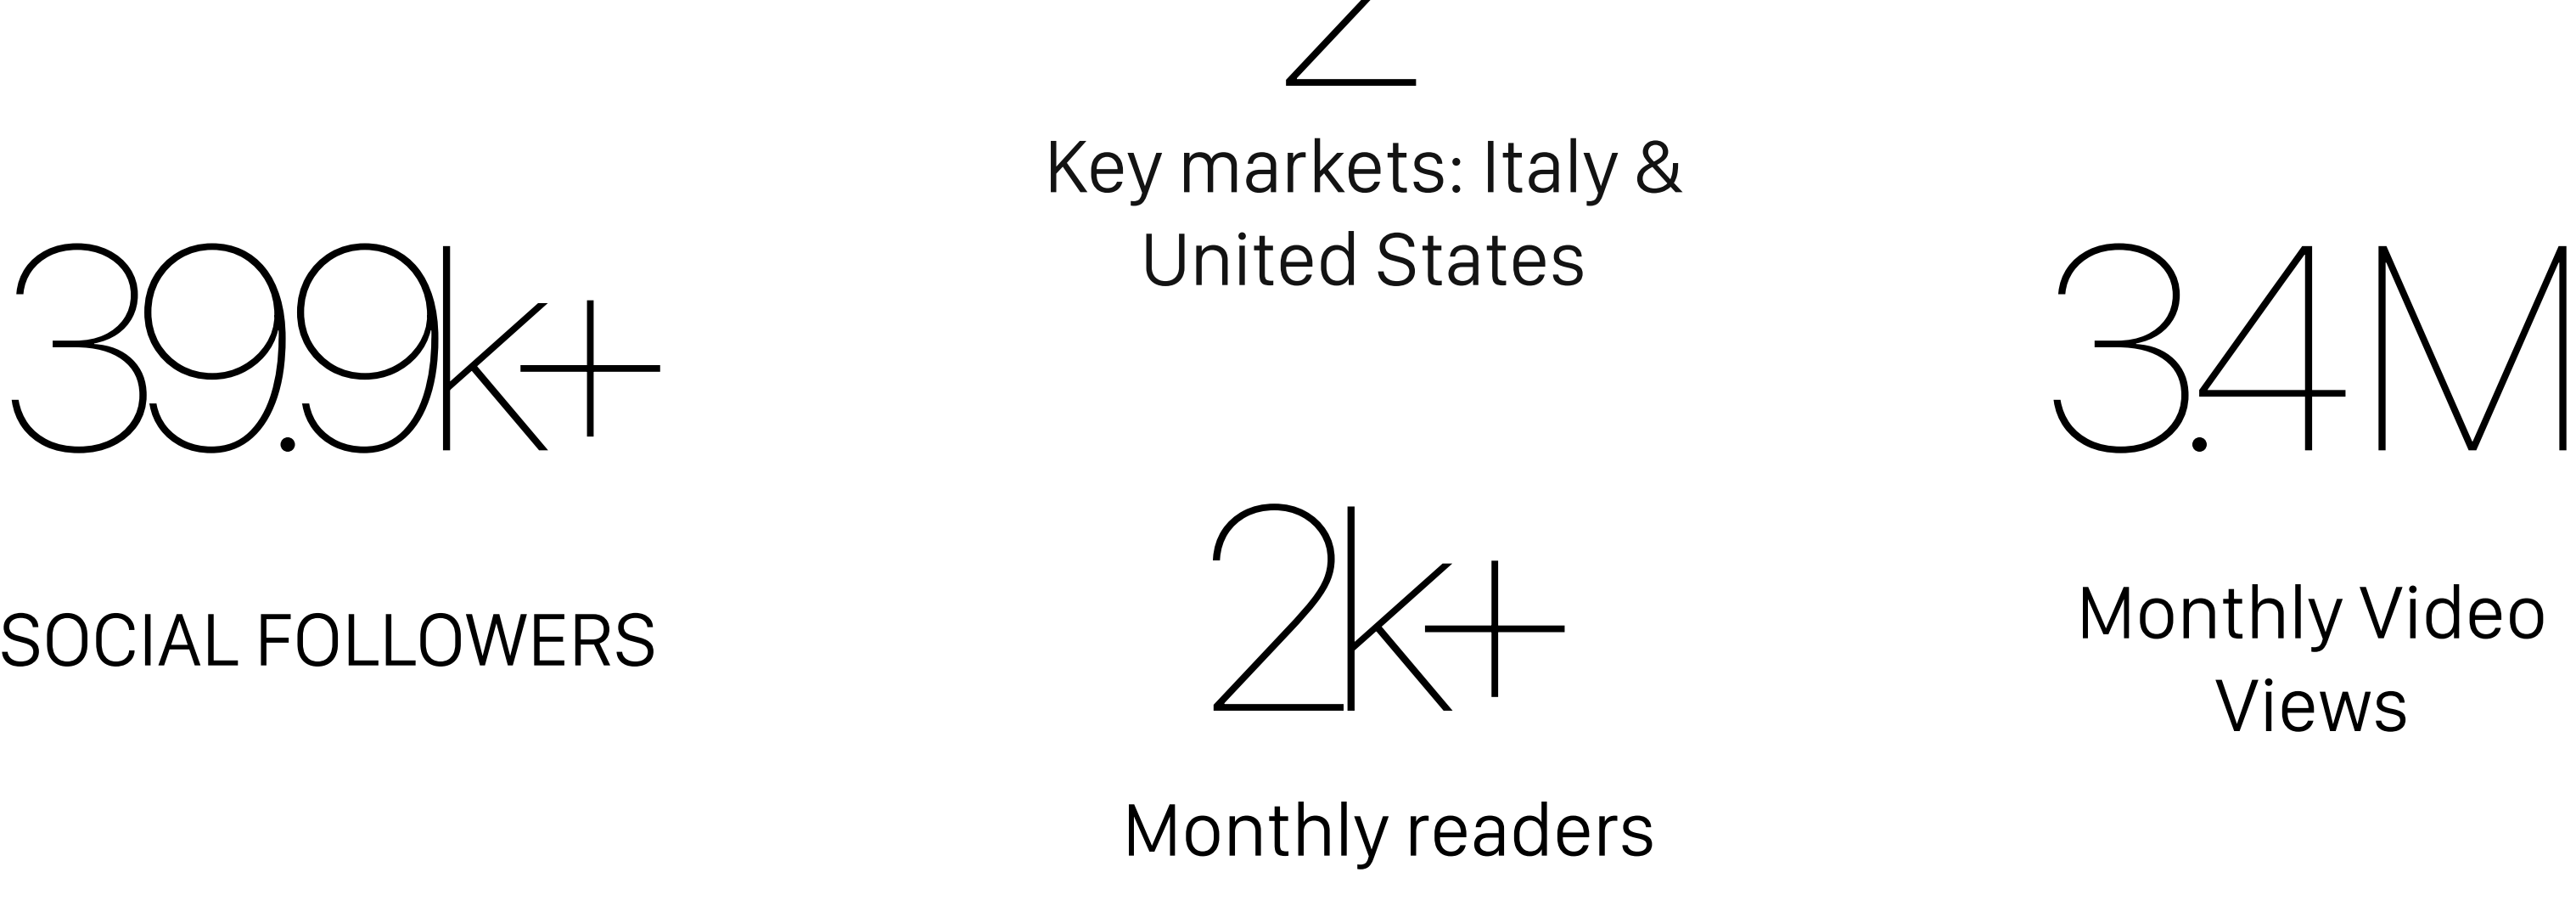 2
Key markets: Italy &
United States
39.9k+
SOCIAL FOLLOWERS
2k+
Monthly readers
3.4M
Monthly Video
Views